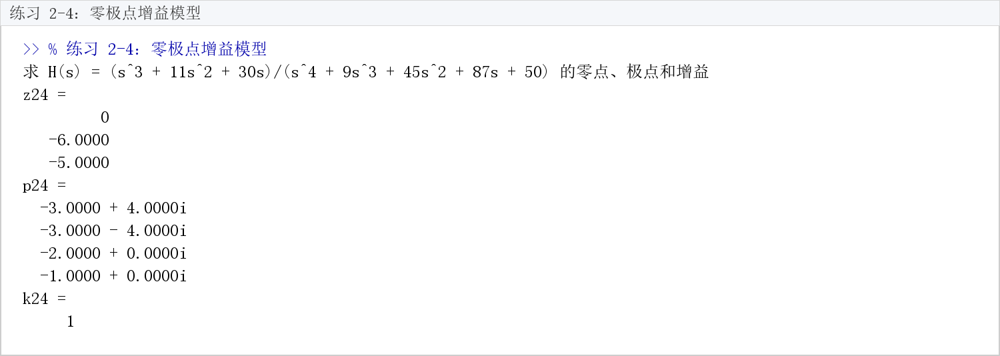 练习 2-4：零极点增益模型
>> % 练习 2-4：零极点增益模型
求 H(s) = (s^3 + 11s^2 + 30s)/(s^4 + 9s^3 + 45s^2 + 87s + 50) 的零点、极点和增益
z24 =
         0
   -6.0000
   -5.0000
p24 =
  -3.0000 + 4.0000i
  -3.0000 - 4.0000i
  -2.0000 + 0.0000i
  -1.0000 + 0.0000i
k24 =
     1